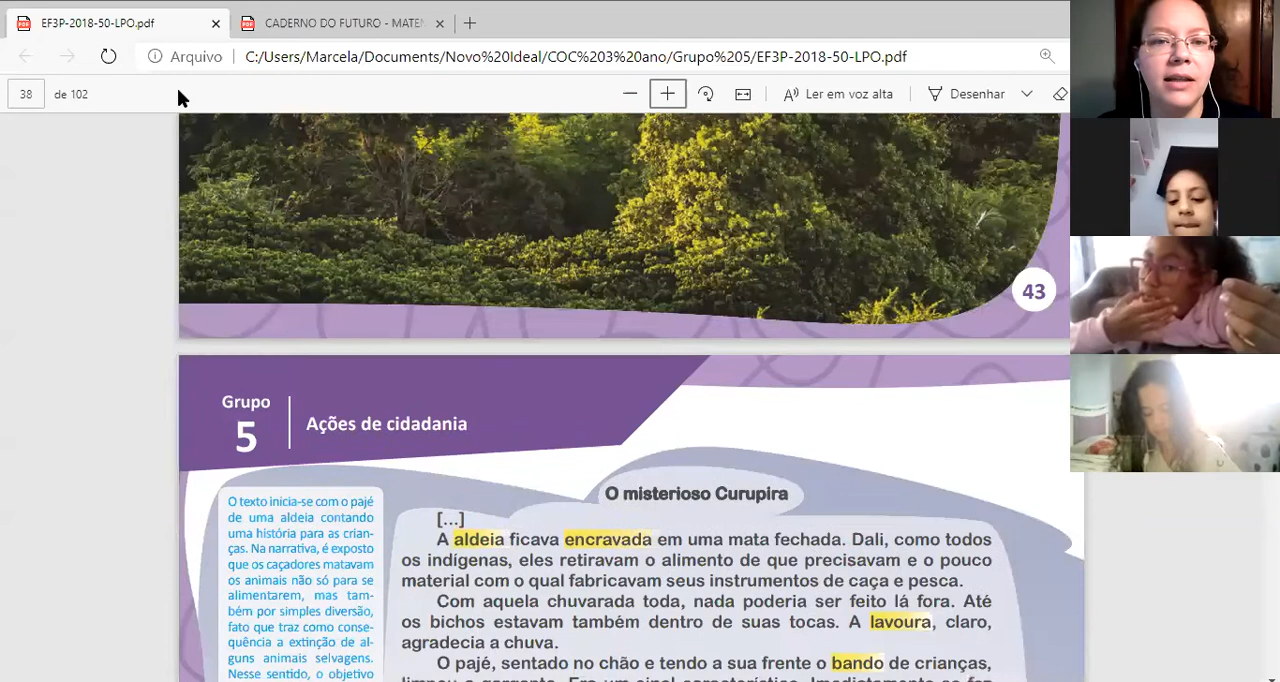 EF3P-2018-50-LPO.pdf
CADERNO DO FUTURO - MATEN
Arquivo
C:/Users/Marcela/Documents/Novo%20Ideal/COC%203%20ano/Grupo%205/EF3P-2018-50-LPO.pdf
38 de 102
Ler em voz alta
Desenhar
43
Grupo
5
Ações de cidadania
O texto inicia-se com o pajé
de uma aldeia contando
uma história para as crian-
ças. Na narrativa, é exposto
que os caçadores matavam
os animais não só para se
alimentarem, mas tam-
bém por simples diversão,
fato que traz como conse-
quência a extinção de al-
guns animais selvagens.
Nesse sentido, o objetivo
O misterioso Curupira
[...]
A aldeia ficava encravada em uma mata fechada. Dali, como todos
os indígenas, eles retiravam o alimento de que precisavam e o pouco
material com o qual fabricavam seus instrumentos de caça e pesca.
Com aquela chuvarada toda, nada poderia ser feito lá fora. Até
os bichos estavam também dentro de suas tocas. A lavoura, claro,
agradecia a chuva.
O pajé, sentado no chão e tendo a sua frente o bando de crianças,